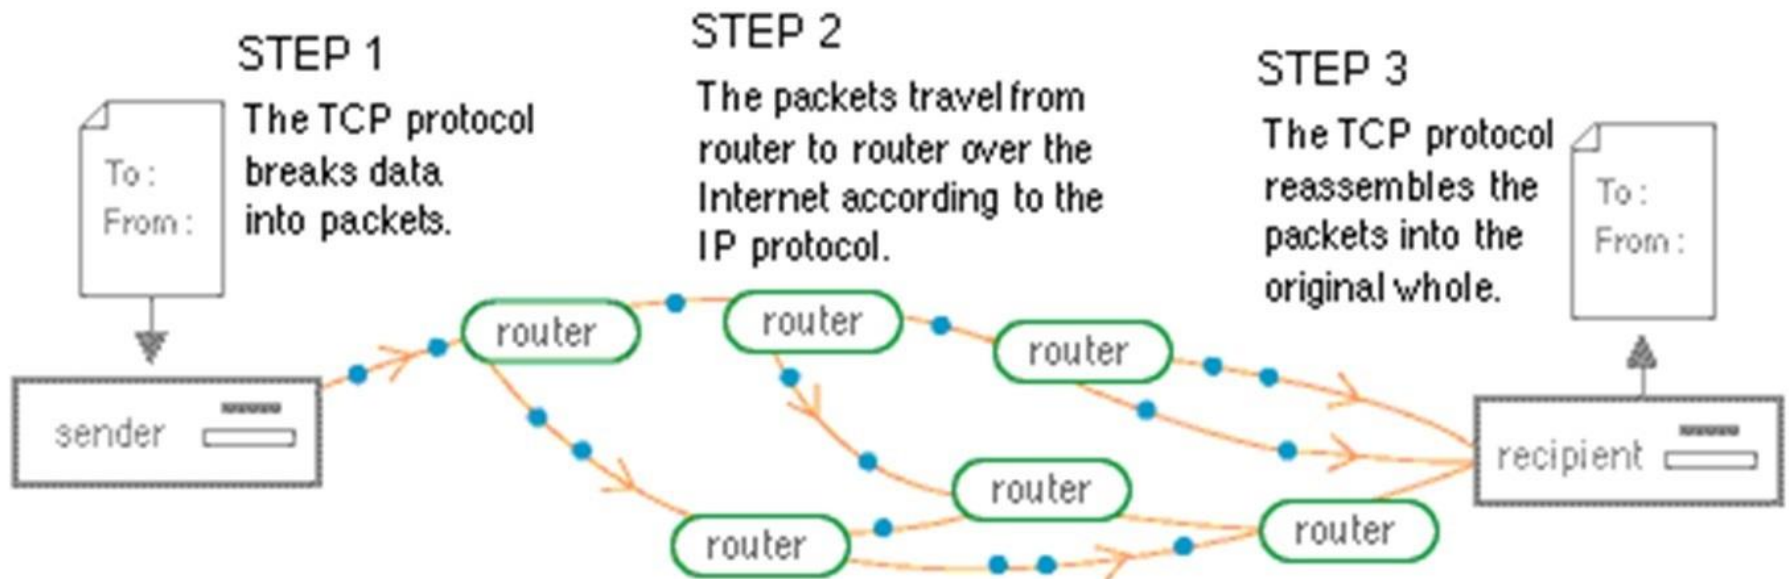 STEP 1
The TCP protocol
breaks data
into packets.
STEP 2
The packets travel from
router to router over the
Internet according to the
IP protocol.
STEP 3
The TCP protocol
reassembles the
packets into the
original whole.
To :
From :
To :
From :
sender
router
router
router
router
router
router
recipient